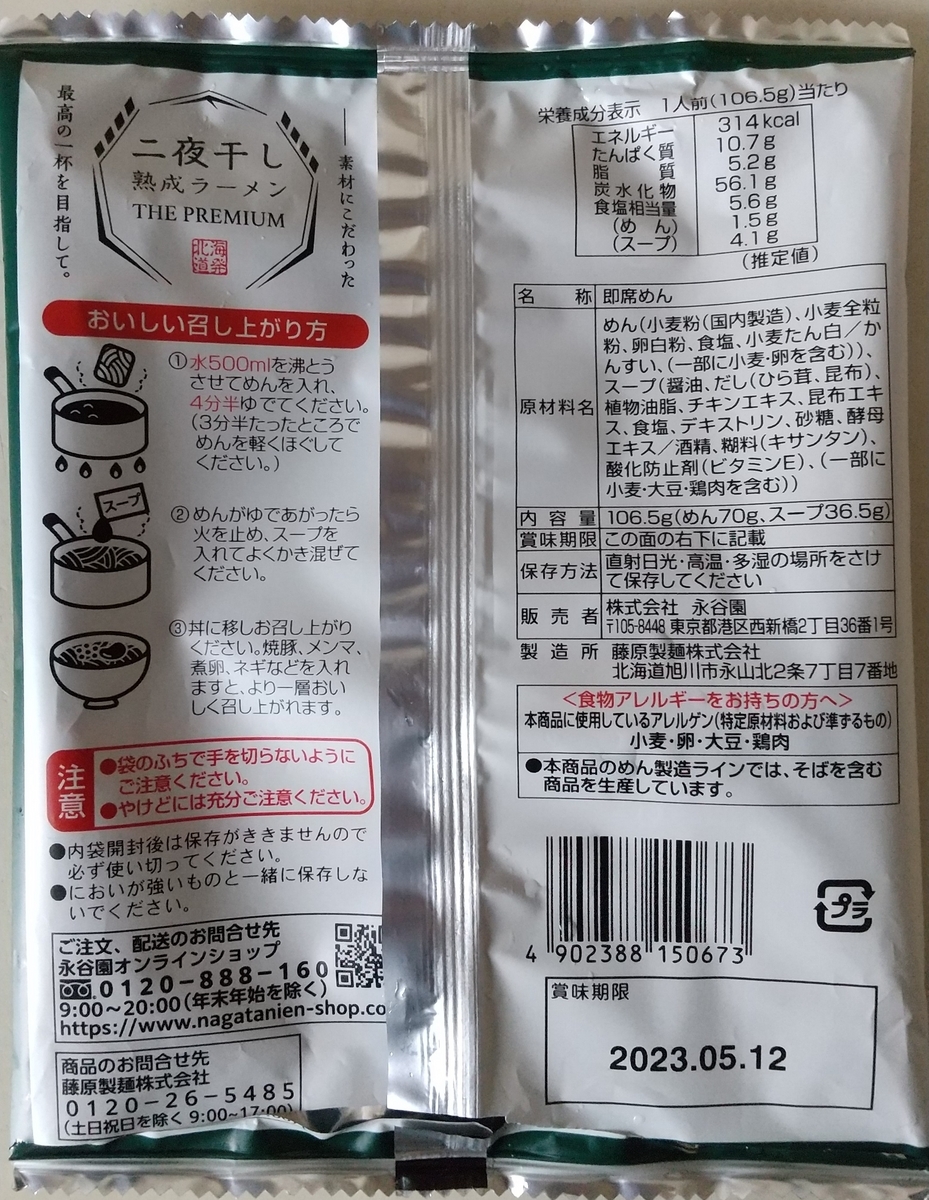 最高の一杯を目指して。
二夜干し
熟成ラーメン
THE PREMIUM
北海道発
素材にこだわった
おいしい召し上がり方
①水500mlを沸とう
させてめんを入れ、
4分半ゆでてください。
(3分半たったところで
めんを軽くほぐして
ください。)
スープ
②めんがゆであがったら
火を止め、スープを
入れてよくかき混ぜて
ください。
③丼に移しお召し上がり
ください。焼豚、メンマ、
煮卵、ネギなどを入れ
ますと、より一層おい
しく召し上がれます。
注意
●袋のふちで手を切らないように
ご注意ください。
●やけどには充分ご注意ください。
●内袋開封後は保存がききませんので
必ず使い切ってください。
●においが強いものと一緒に保存しな
いでください。
ご注文、配送のお問合せ先
永谷園オンラインショップ
0120-888-160
9:00~20:00(年末年始を除く)
https://www.nagatanien-shop.co
商品のお問合せ先
藤原製麺株式会社
0120-26-5485
(土日祝日を除く 9:00~17:00)
栄養成分表示 1人前(106.5g)当たり
エネルギー 314kcal
たんぱく質 10.7g
脂質 5.2g
炭水化物 56.1g
食塩相当量 5.6g
(めん) 1.5g
(スープ) 4.1g
(推定値)
名称 即席めん
原材料名 めん(小麦粉(国内製造)、小麦全粒
粉、卵白粉、食塩、小麦たん白/か
んすい、(一部に小麦・卵を含む))、
スープ(醤油、だし(ひら茸、昆布)、
植物油脂、チキンエキス、昆布エキ
ス、食塩、デキストリン、砂糖、酵母
エキス/酒精、糊料(キサンタン)、
酸化防止剤(ビタミンE)、(一部に
小麦・大豆・鶏肉を含む))
内容量 106.5g(めん70g、スープ36.5g)
賞味期限 この面の右下に記載
保存方法 直射日光・高温・多湿の場所をさけ
て保存してください
販売者 株式会社 永谷園
〒105-8448 東京都港区西新橋2丁目36番1号
製造所 藤原製麺株式会社
北海道旭川市永山北2条7丁目7番地
<食物アレルギーをお持ちの方へ>
本商品に使用しているアレルゲン(特定原材料および準ずるもの)
小麦・卵・大豆・鶏肉
●本商品のめん製造ラインでは、そばを含む
商品を生産しています。
4 902388 150673
プラ
賞味期限
2023.05.12